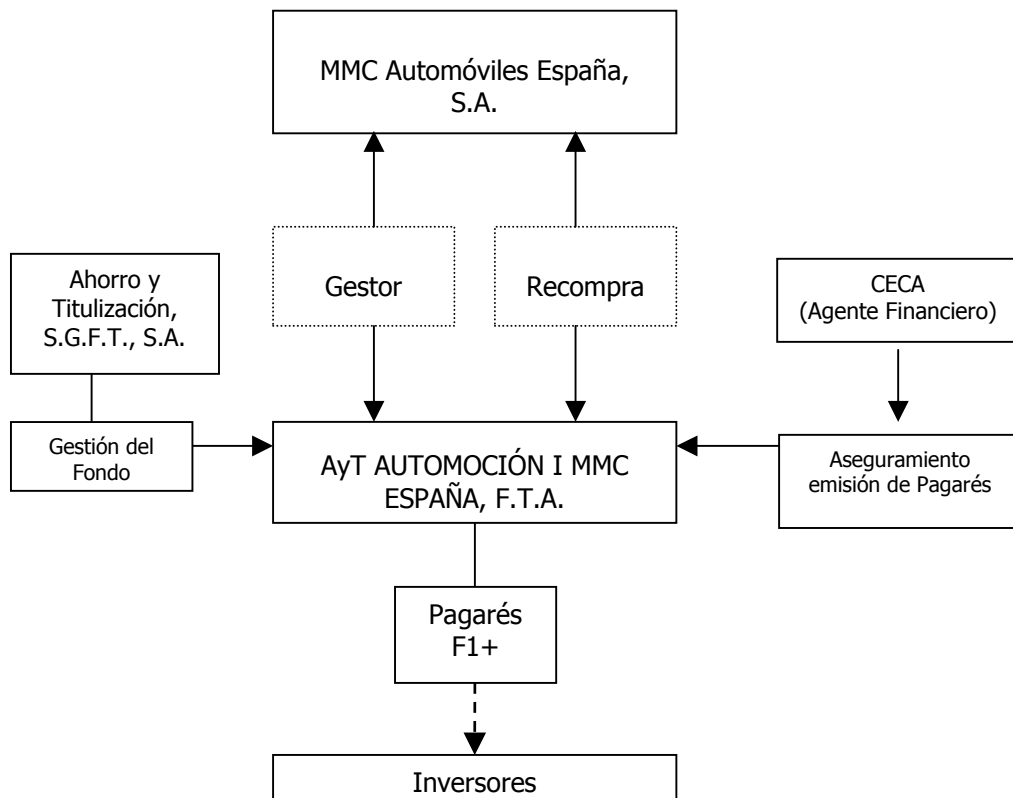 MMC Automóviles España,
S.A.
Gestor
Recompra
Ahorro y
Titulización,
S.G.F.T., S.A.
CECA
(Agente Financiero)
Gestión del
Fondo
AyT AUTOMOCIÓN I MMC
ESPAÑA, F.T.A.
Aseguramiento
emisión de Pagarés
Pagarés
F1+
Inversores